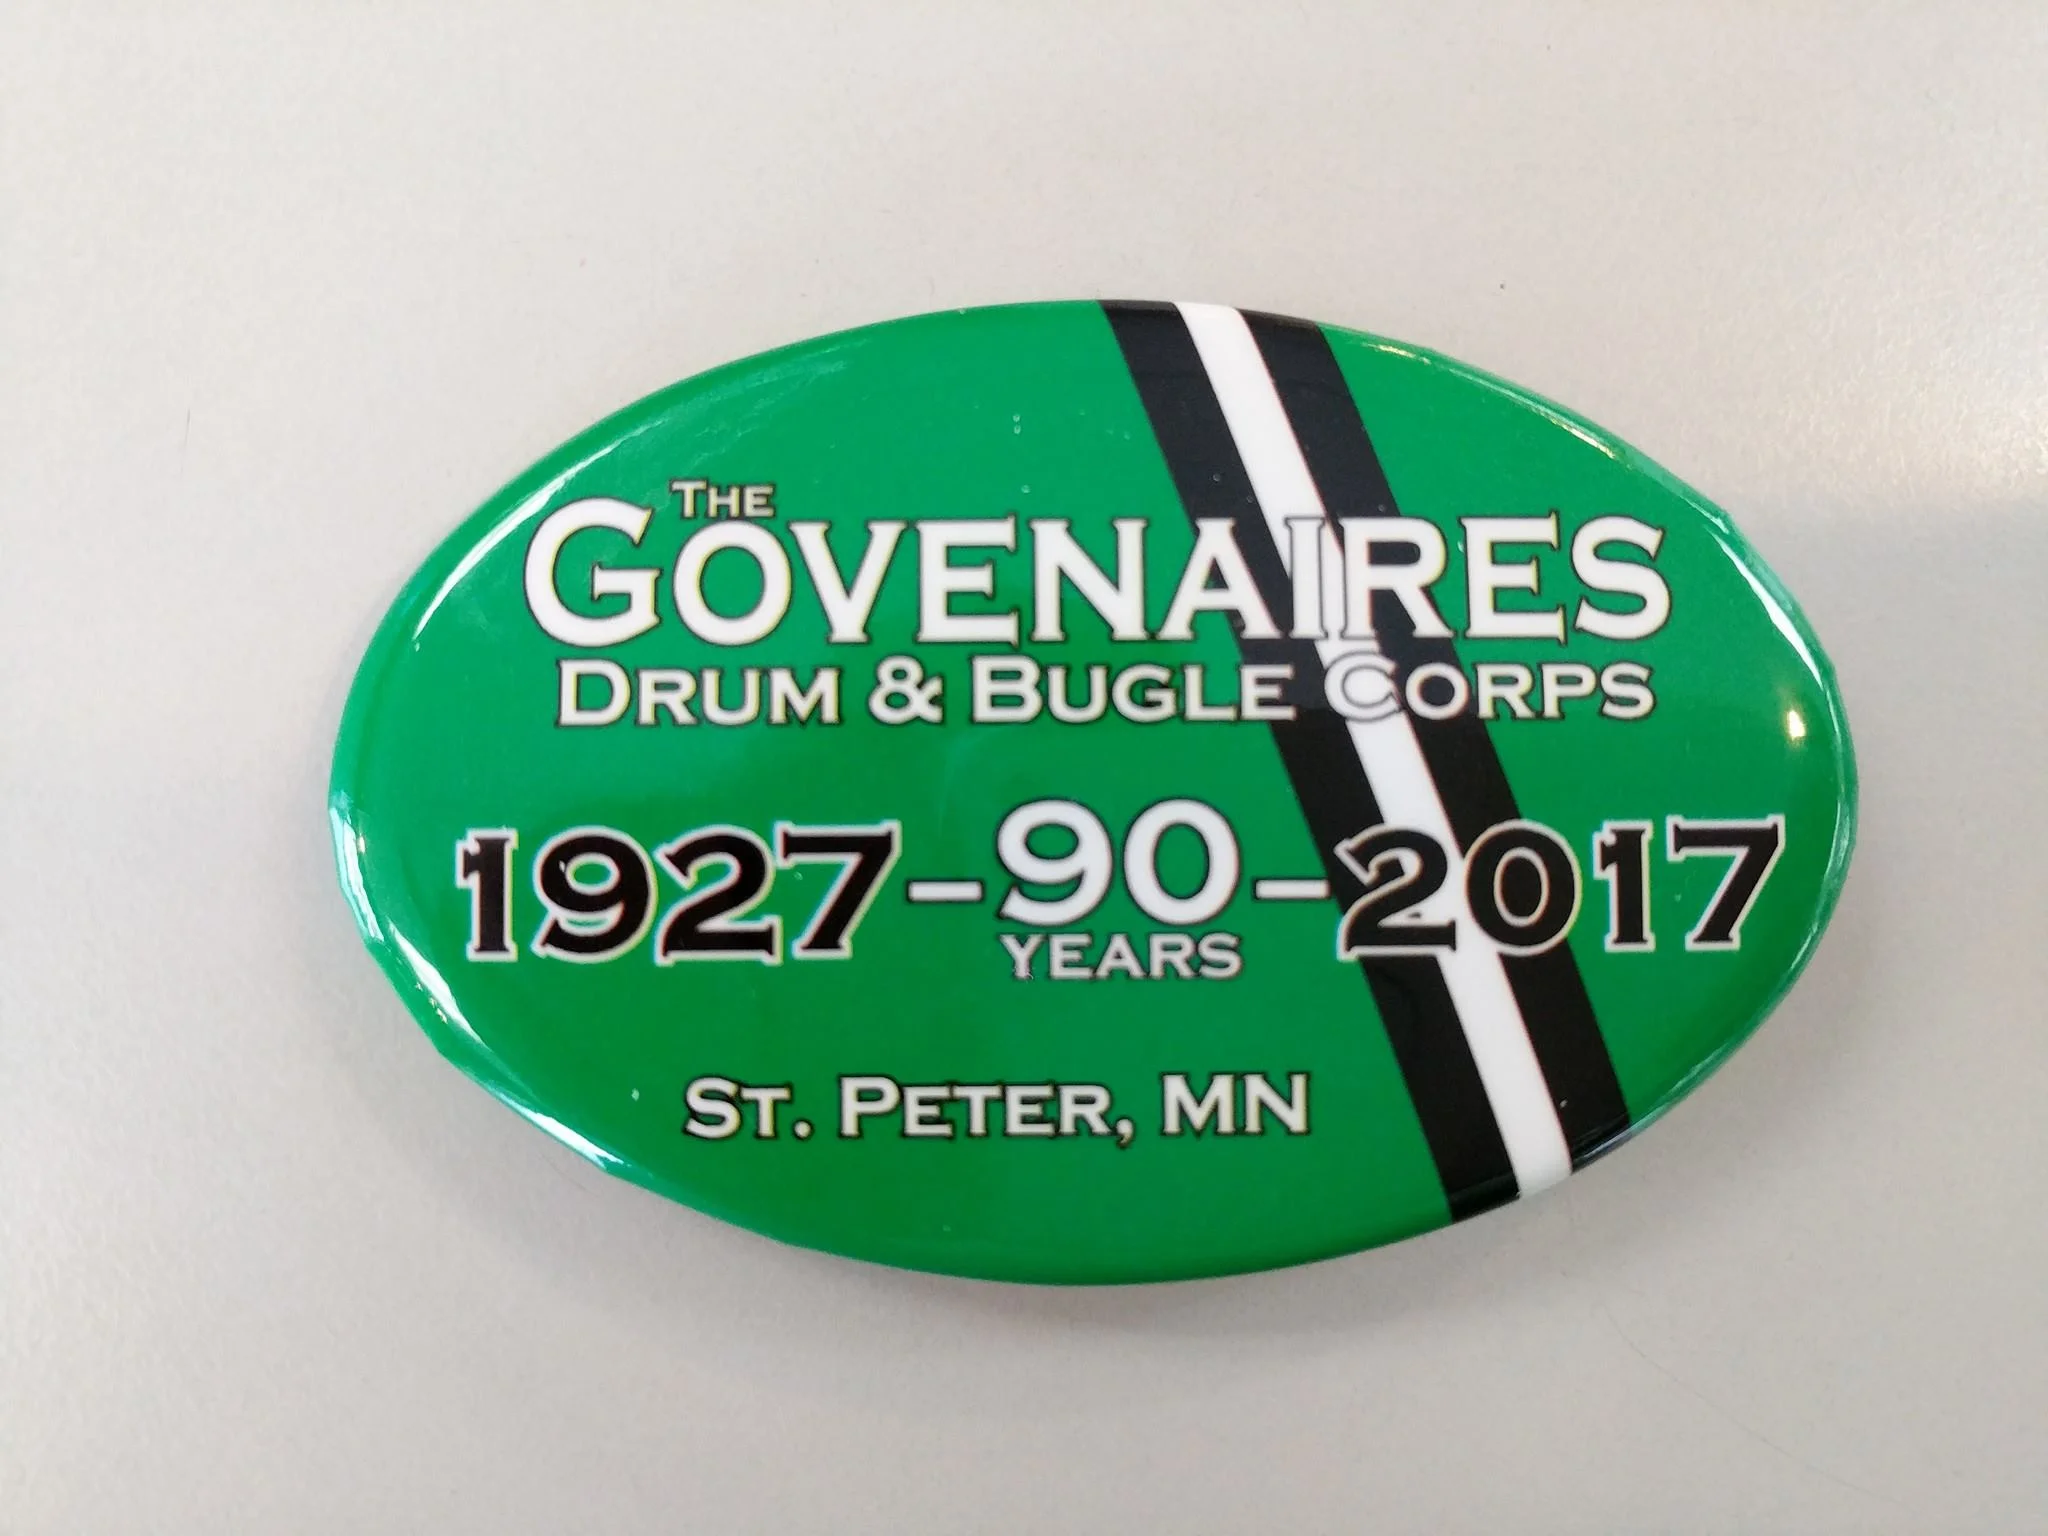 THE
GOVENAIRES
DRUM & BUGLE CORPS
1927-90-2017
YEARS
ST. PETER, MN